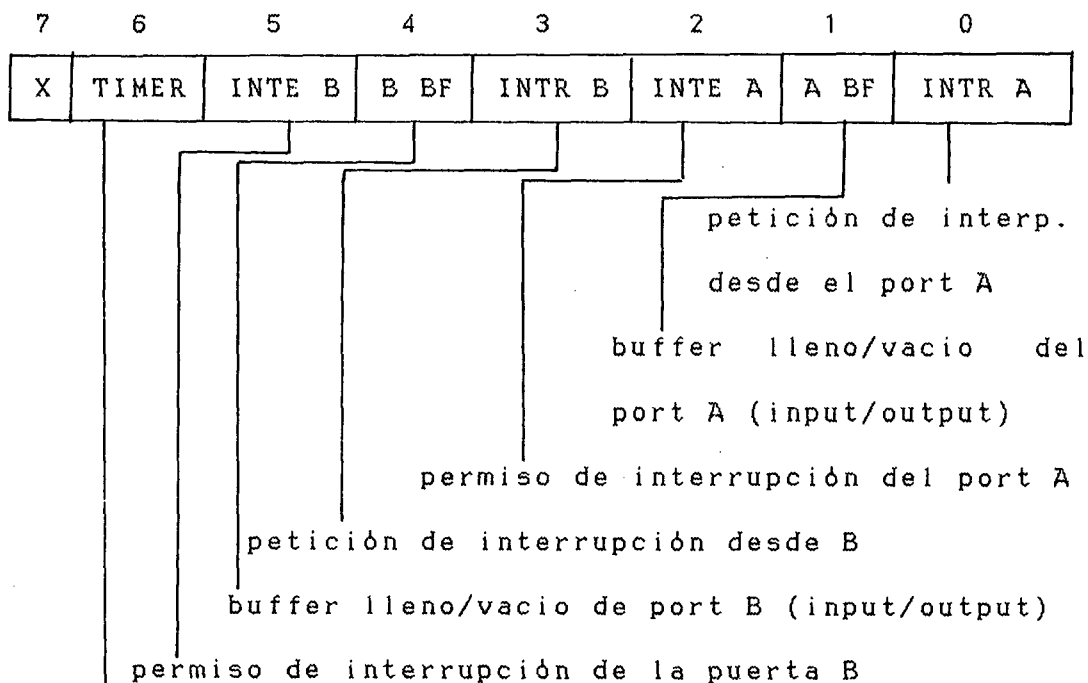 7 6 5 4 3 2 1 0
X TIMER INTE B B BF INTR B INTE A A BF INTR A
petición de interp.
desde el port A
buffer lleno/vacio del
port A (input/output)
permiso de interrupción del port A
petición de interrupción desde B
buffer lleno/vacio de port B (input/output)
permiso de interrupción de la puerta B